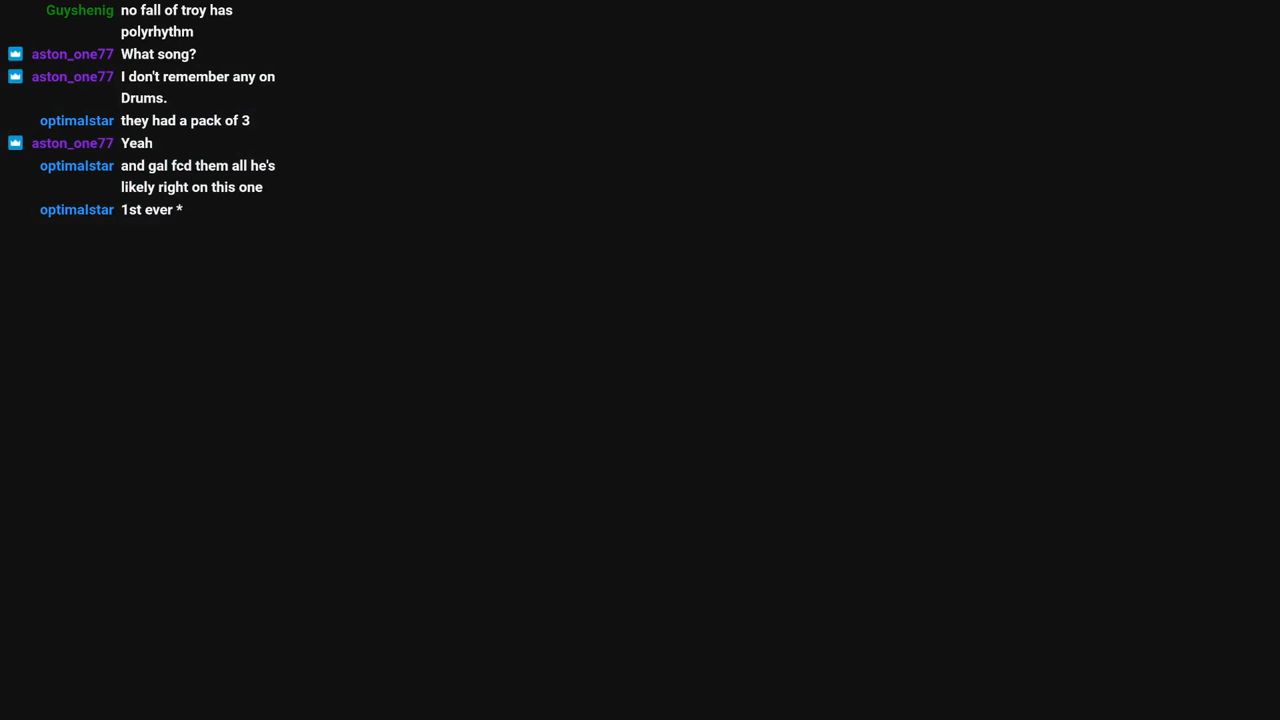 Guyshenig no fall of troy has
polyrhythm
aston_one77 What song?
aston_one77 I don't remember any on
Drums.
optimalstar they had a pack of 3
aston_one77 Yeah
optimalstar and gal fcd them all he's
likely right on this one
optimalstar 1st ever *